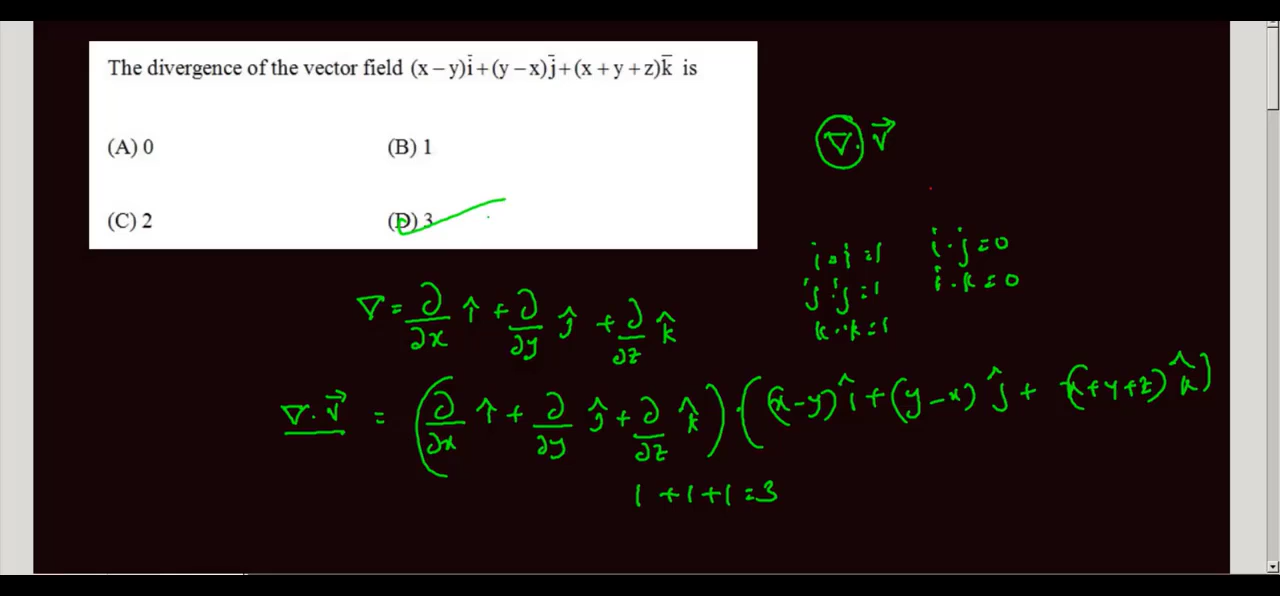 The divergence of the vector field (x − y)i̅ + (y − x)j̅ + (x + y + z)k̅ is
(A) 0 (B) 1
(C) 2 (D) 3
∇. v⃗
i · i = 1 i · j = 0
j · j = 1 i · k = 0
k · k = 1
∇ = ∂/∂x î + ∂/∂y ĵ + ∂/∂z k̂
∇. v⃗ = (∂/∂x î + ∂/∂y ĵ + ∂/∂z k̂) · ((x−y) î + (y−x) ĵ + (x+y+z) k̂)
1 + 1 + 1 = 3